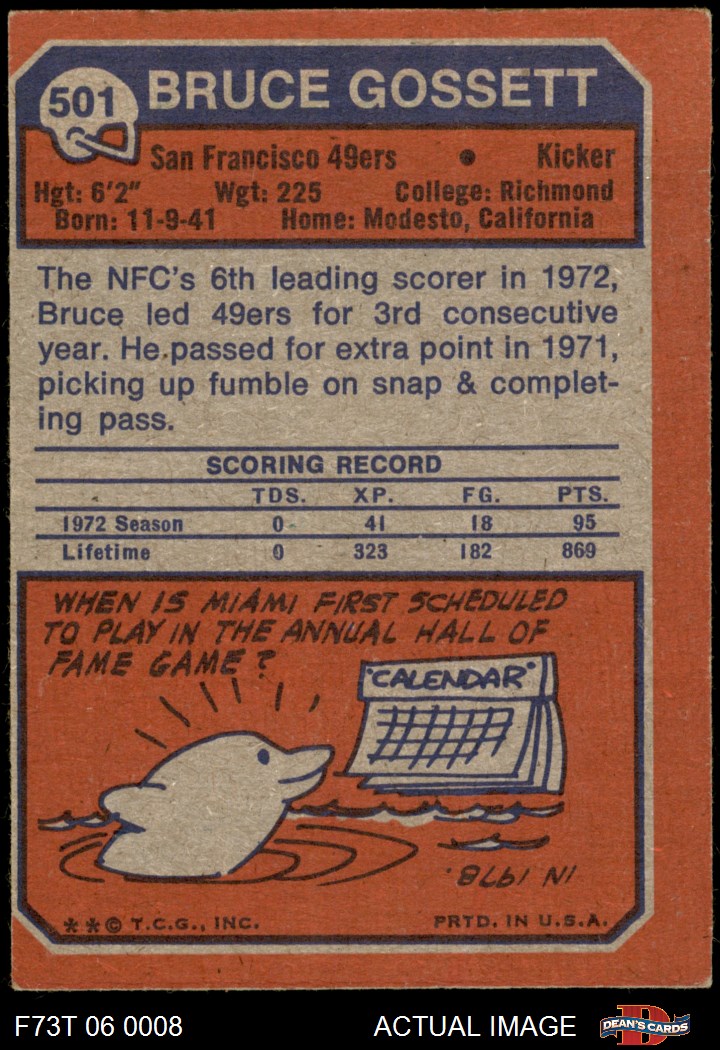 501 BRUCE GOSSETT
San Francisco 49ers • Kicker
Hgt: 6'2" Wgt: 225 College: Richmond
Born: 11-9-41 Home: Modesto, California
The NFC's 6th leading scorer in 1972,
Bruce led 49ers for 3rd consecutive
year. He passed for extra point in 1971,
picking up fumble on snap & complet-
ing pass.
SCORING RECORD
TDS. XP. FG. PTS.
1972 Season 0 41 18 95
Lifetime 0 323 182 869
WHEN IS MIAMI FIRST SCHEDULED
TO PLAY IN THE ANNUAL HALL OF
FAME GAME?
"CALENDAR"
IN 1978.
**© T.C.G., INC. PRTD. IN U.S.A.
F73T 06 0008 ACTUAL IMAGE D DEAN'S CARDS